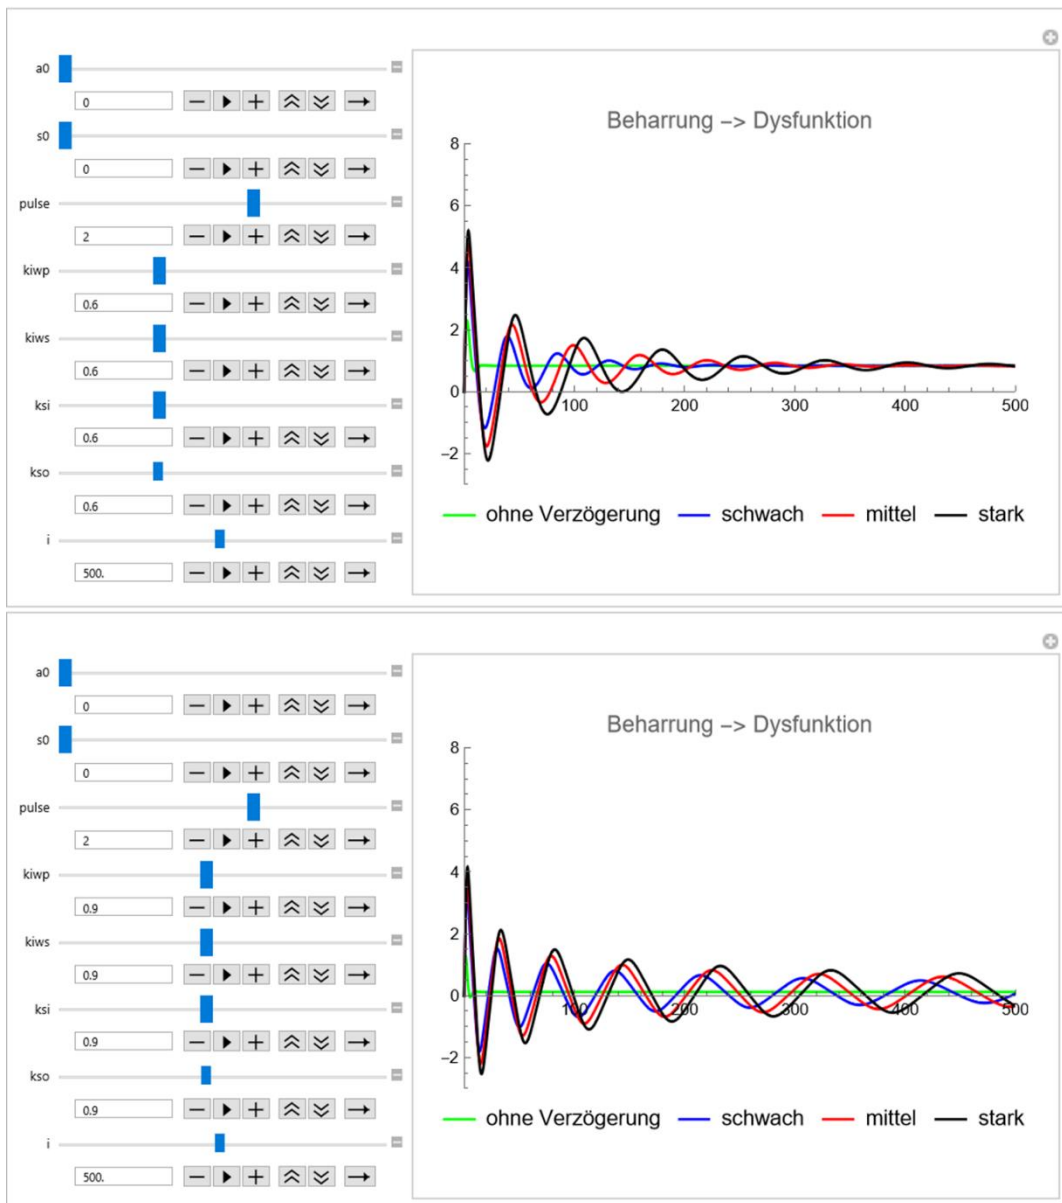 a0
0
s0
0
pulse
2
kiwp
0.6
kiws
0.6
ksi
0.6
kso
0.6
i
500.
Beharrung -> Dysfunktion
8
6
4
2
0
-2
100 200 300 400 500
ohne Verzögerung schwach mittel stark
a0
0
s0
0
pulse
2
kiwp
0.9
kiws
0.9
ksi
0.9
kso
0.9
i
500.
Beharrung -> Dysfunktion
8
6
4
2
0
-2
100 200 300 400 500
ohne Verzögerung schwach mittel stark